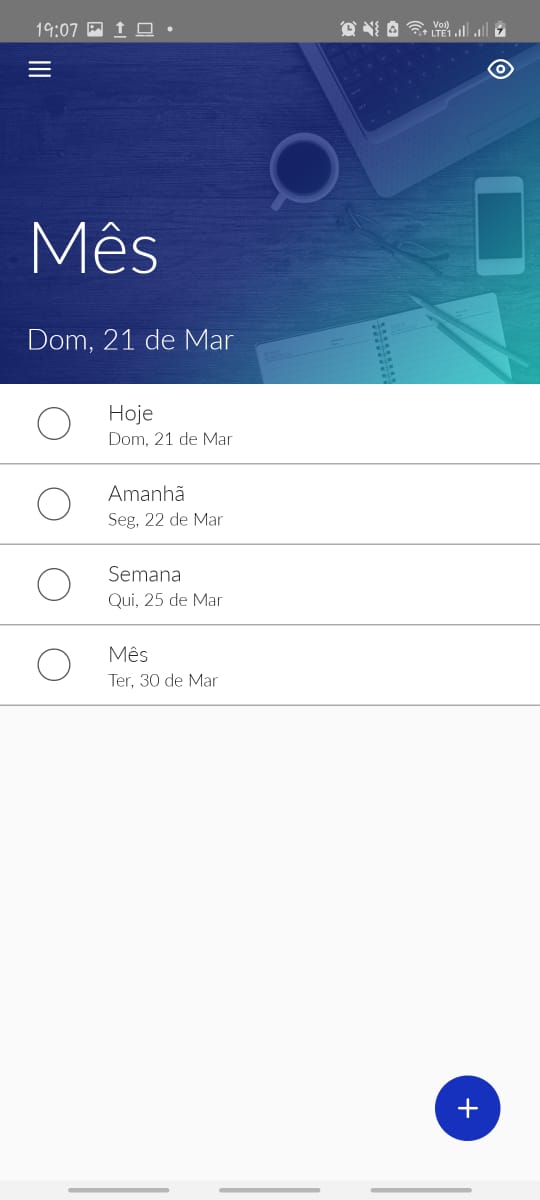 19:07
Vo))
LTE1
Mês
Dom, 21 de Mar
Hoje
Dom, 21 de Mar
Amanhã
Seg, 22 de Mar
Semana
Qui, 25 de Mar
Mês
Ter, 30 de Mar